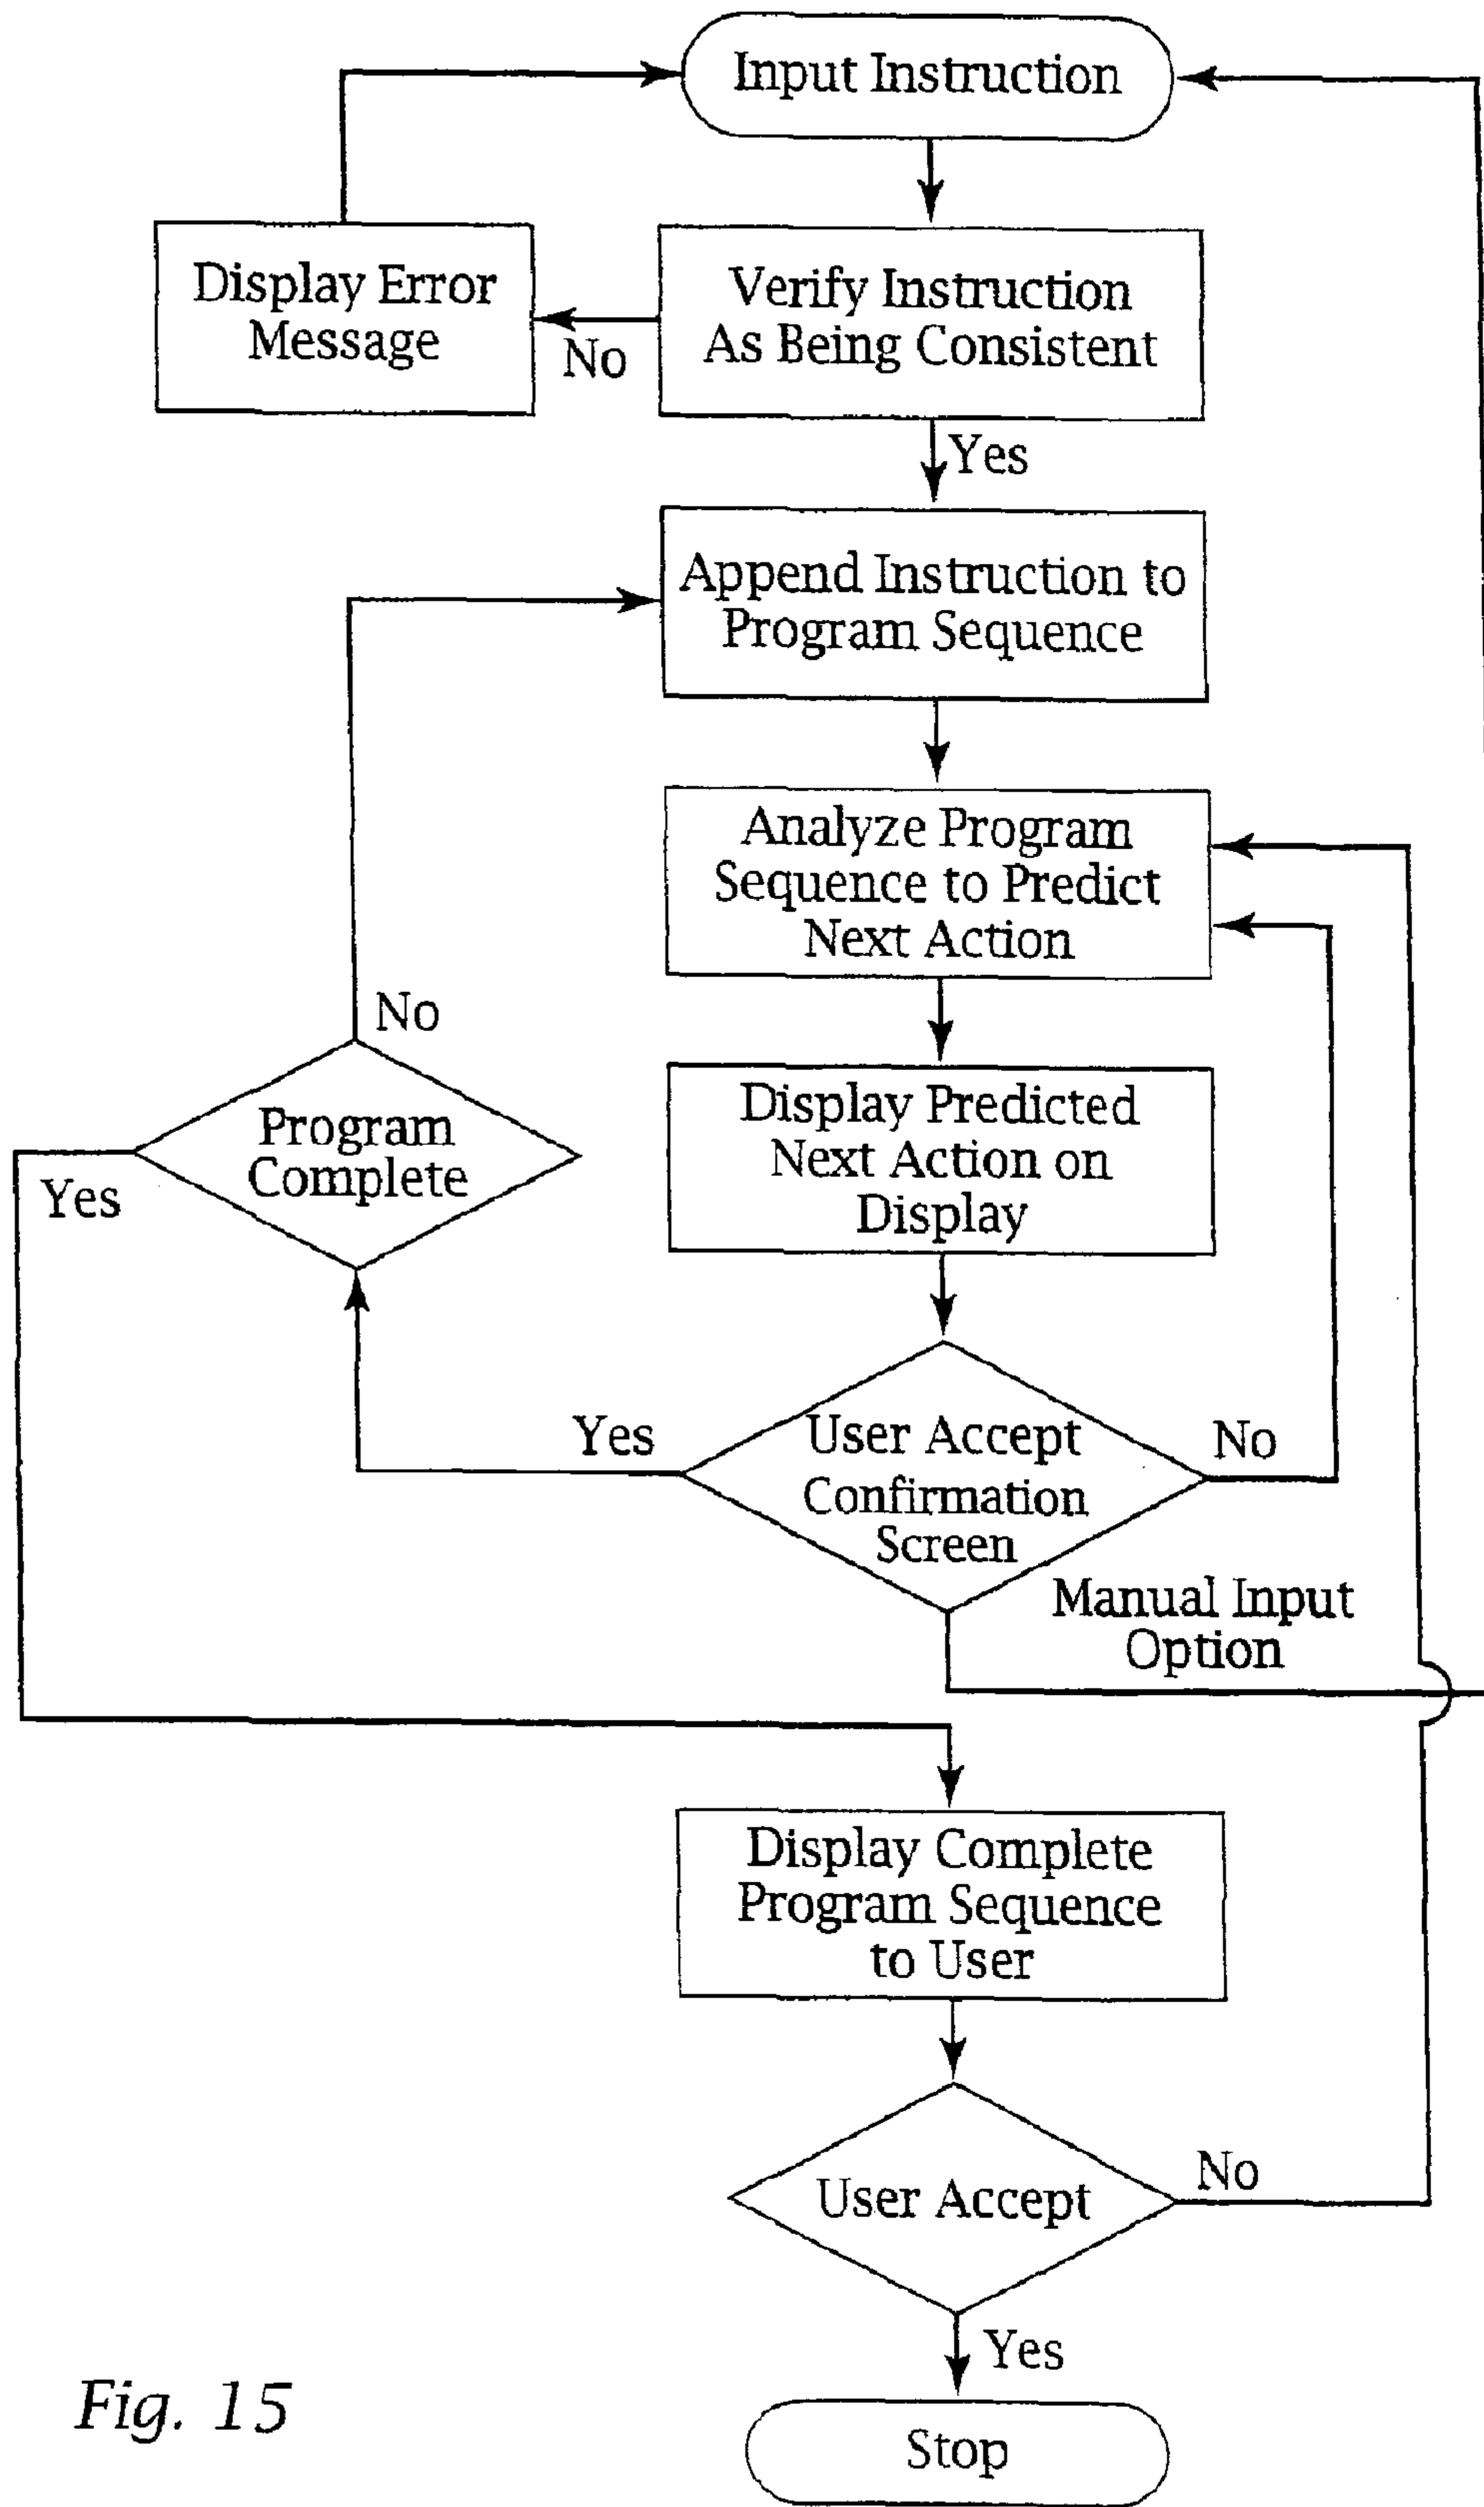 Input Instruction
Display Error
Message
No
Verify Instruction
As Being Consistent
Yes
Append Instruction to
Program Sequence
Analyze Program
Sequence to Predict
Next Action
No
Program
Complete
Yes
Display Predicted
Next Action on
Display
Yes
User Accept
Confirmation
Screen
No
Manual Input
Option
Display Complete
Program Sequence
to User
User Accept
No
Yes
Stop
Fig. 15